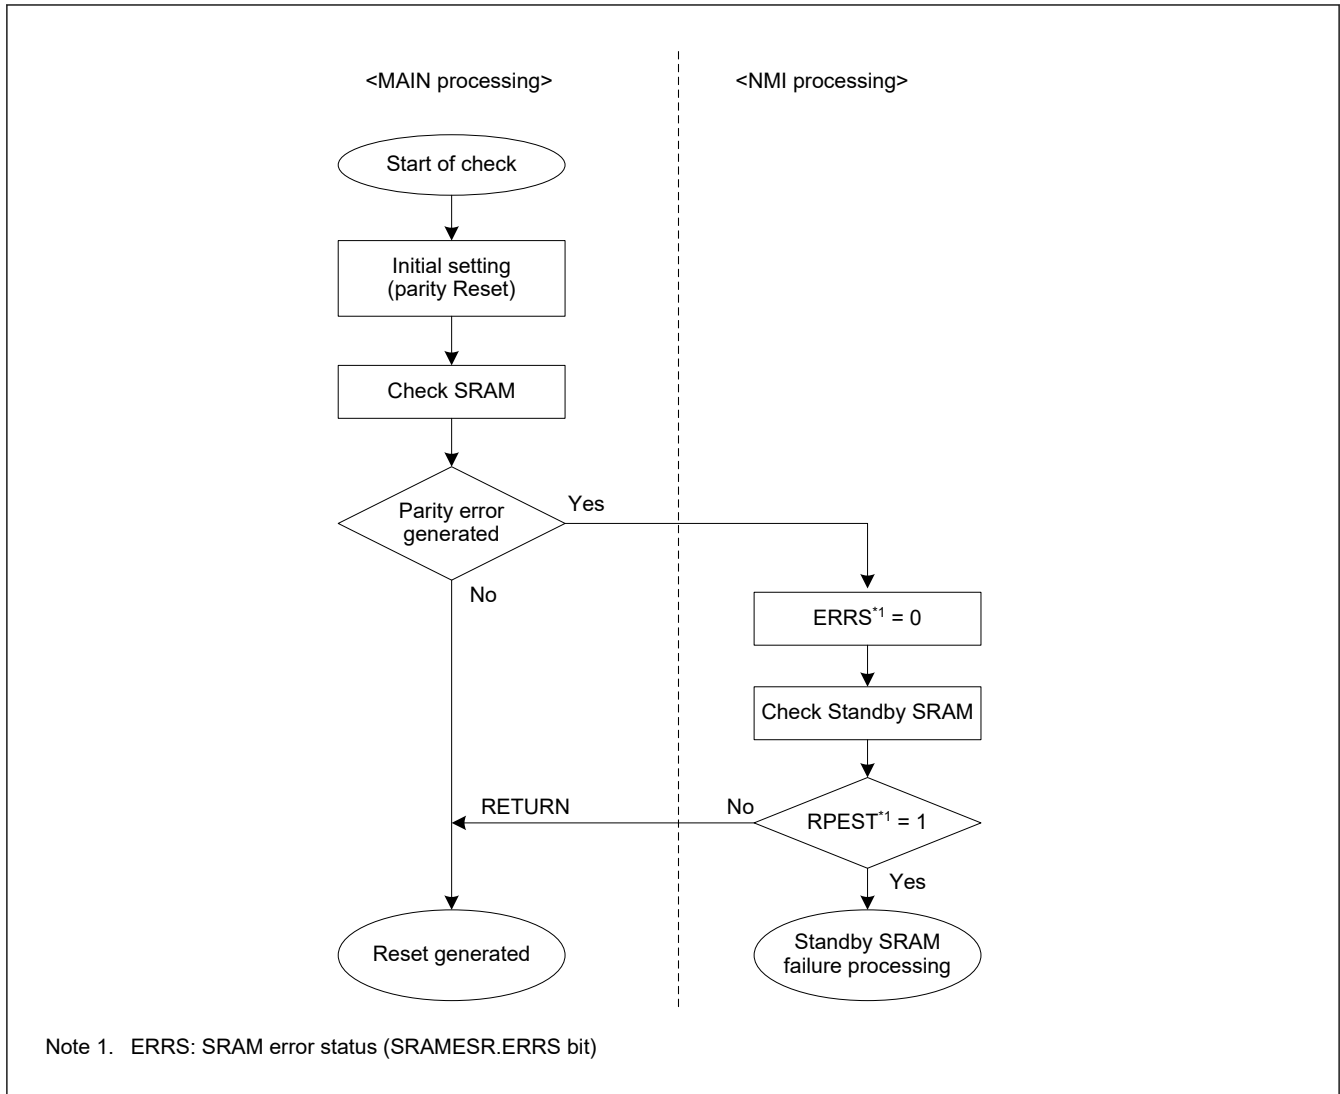 <MAIN processing>
<NMI processing>
Start of check
Initial setting
(parity Reset)
Check SRAM
Parity error
generated
Yes
No
ERRS*1 = 0
Check Standby SRAM
RPEST*1 = 1
No
RETURN
Yes
Reset generated
Standby SRAM
failure processing
Note 1. ERRS: SRAM error status (SRAMESR.ERRS bit)